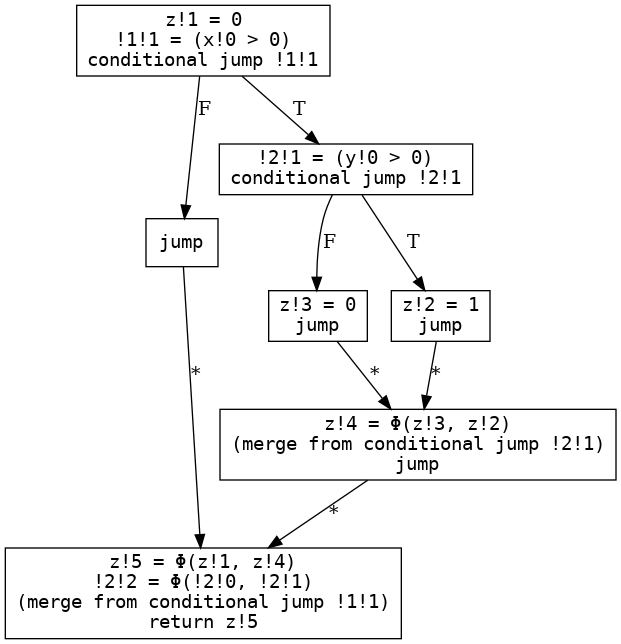 z!1 = 0
!1!1 = (x!0 > 0)
conditional jump !1!1
F
T
!2!1 = (y!0 > 0)
conditional jump !2!1
jump
F
T
z!3 = 0
jump
z!2 = 1
jump
*
*
*
z!4 = Φ(z!3, z!2)
(merge from conditional jump !2!1)
jump
*
z!5 = Φ(z!1, z!4)
!2!2 = Φ(!2!0, !2!1)
(merge from conditional jump !1!1)
return z!5